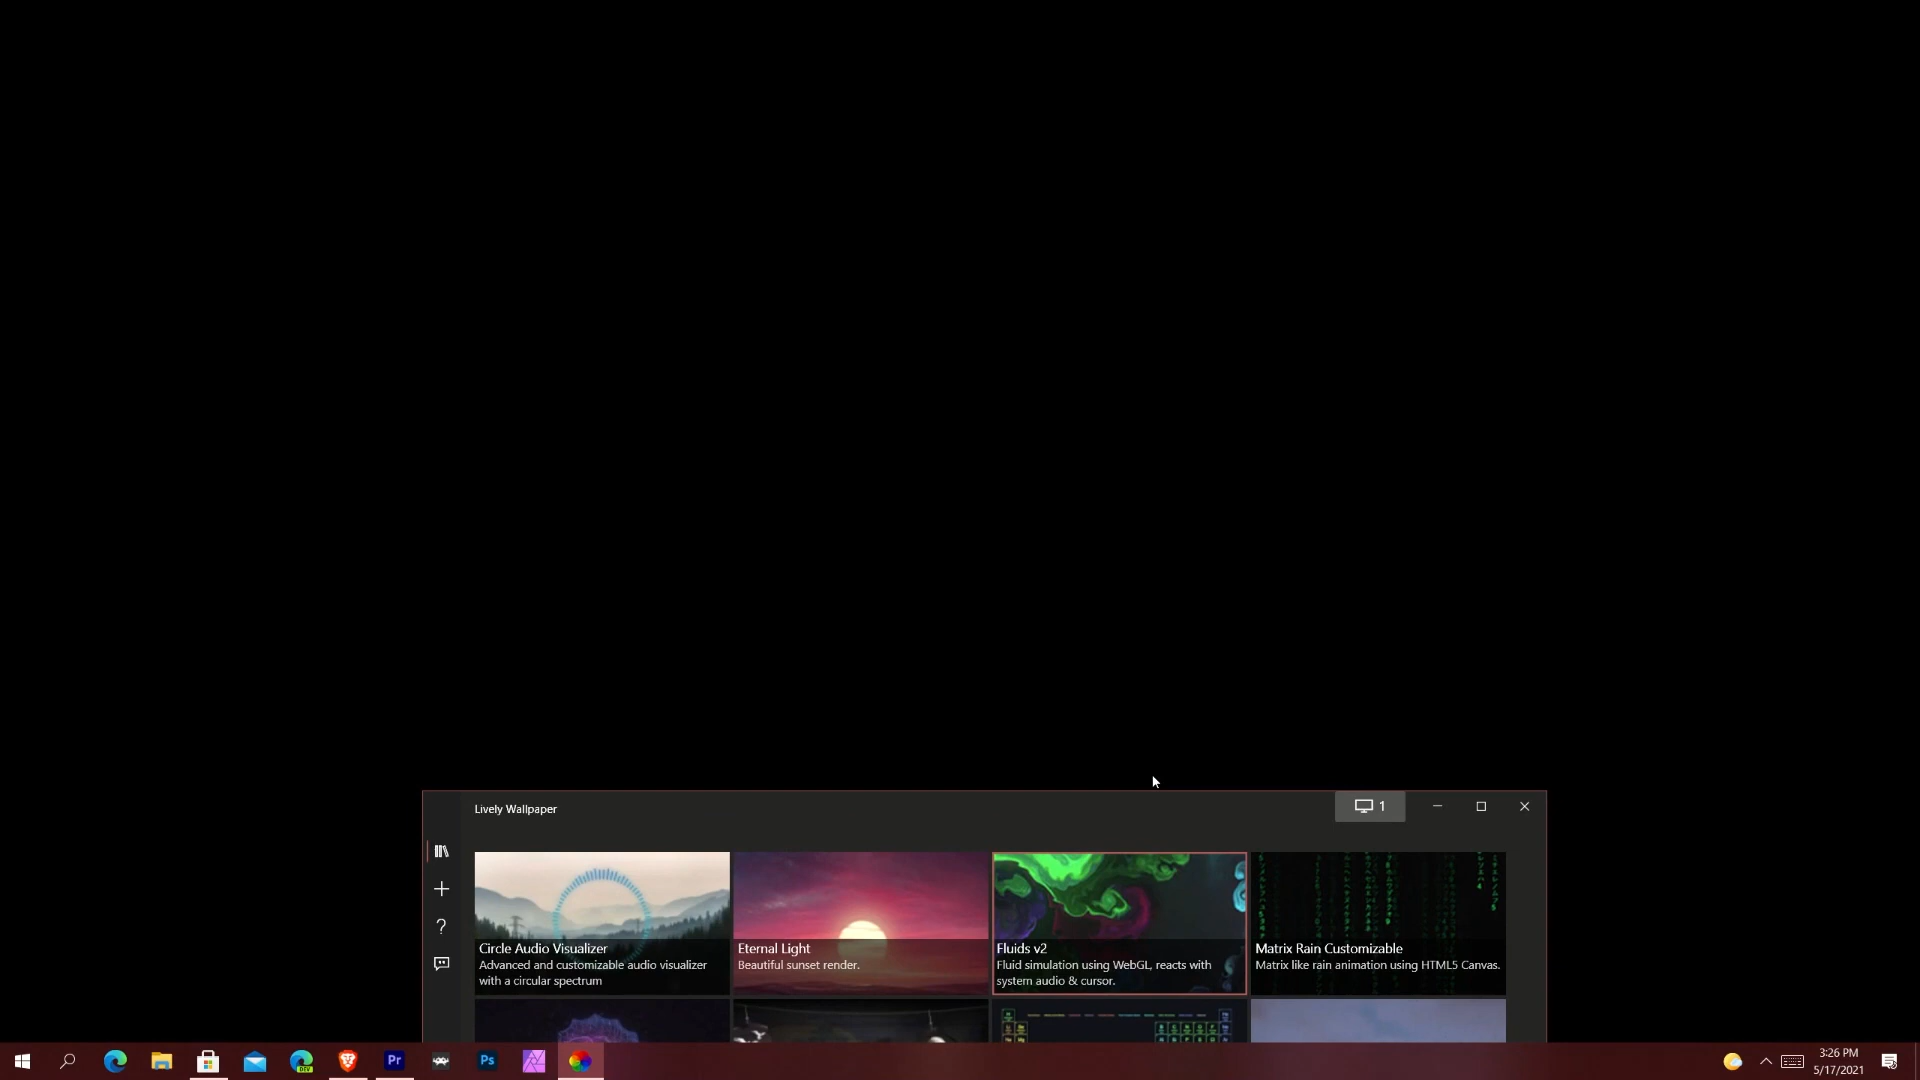 Lively Wallpaper
1
Circle Audio Visualizer
Advanced and customizable audio visualizer
with a circular spectrum
Eternal Light
Beautiful sunset render.
Fluids v2
Fluid simulation using WebGL, reacts with
system audio & cursor.
Matrix Rain Customizable
Matrix like rain animation using HTML5 Canvas.
DEV
Pr
Ps
3:26 PM
5/17/2021